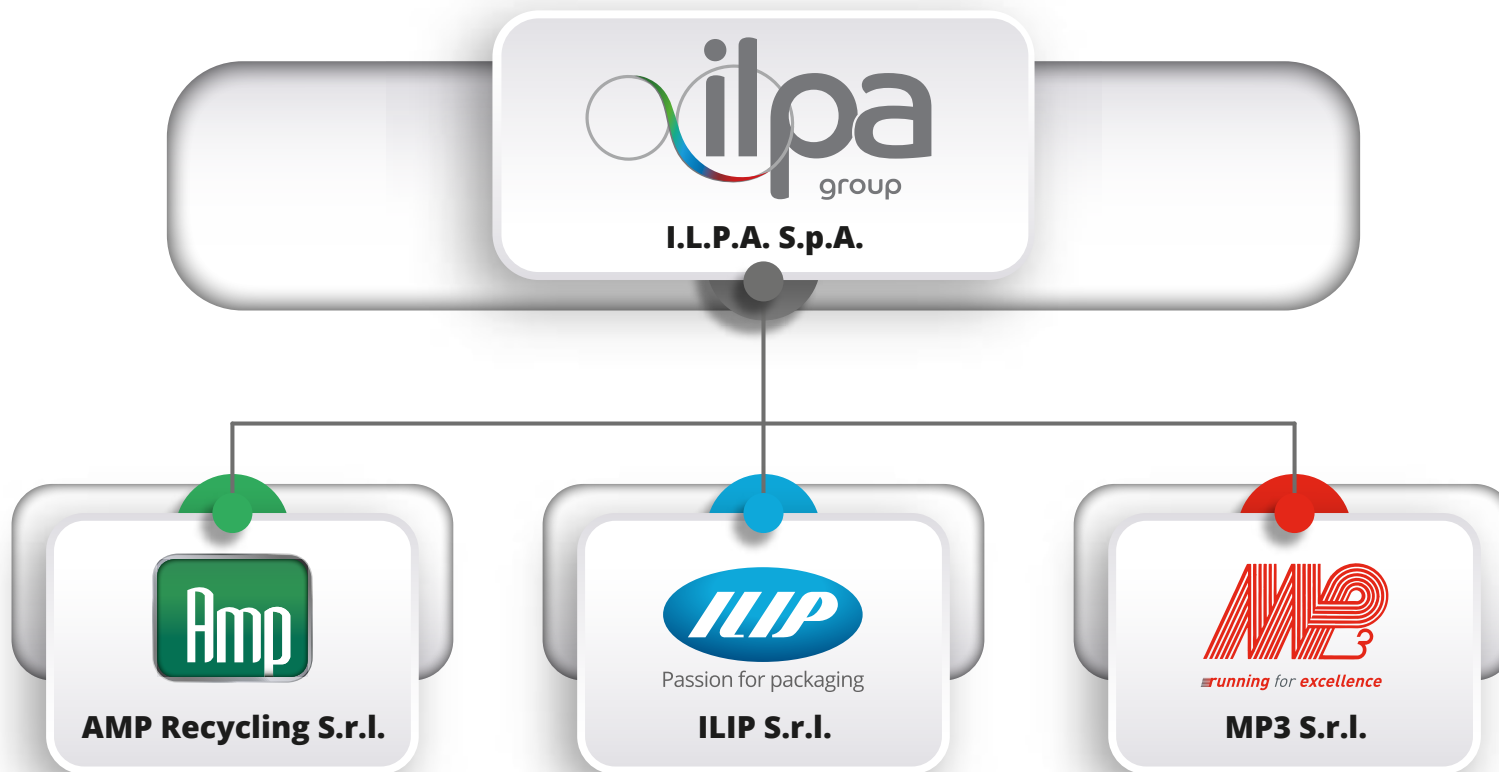 ilpa
group
I.L.P.A. S.p.A.
Amp
AMP Recycling S.r.l.
ILIP
Passion for packaging
ILIP S.r.l.
MP3
running for excellence
MP3 S.r.l.